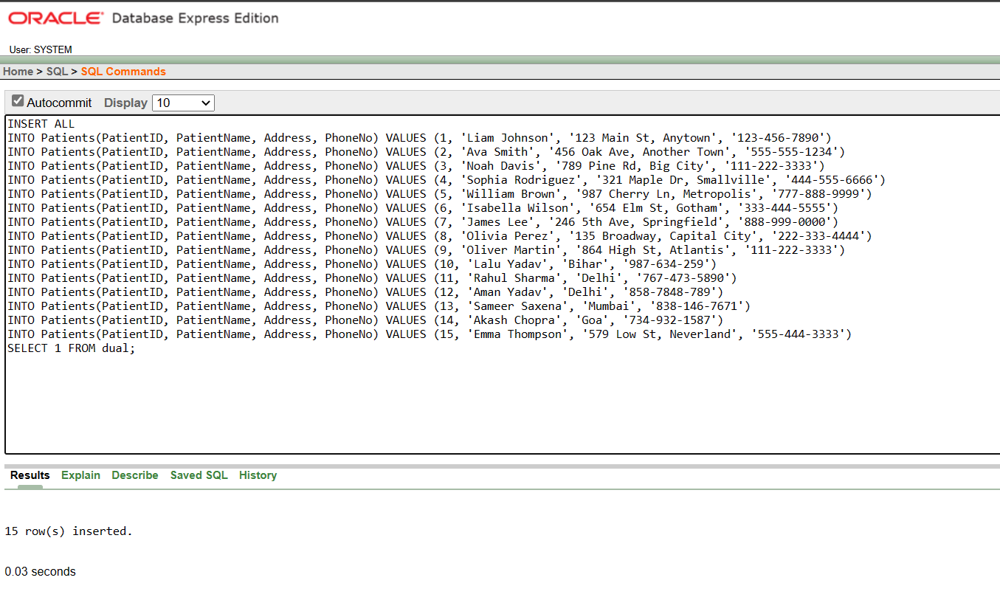 ORACLE® Database Express Edition
User: SYSTEM
Home > SQL > SQL Commands
Autocommit Display 10
INSERT ALL
INTO Patients(PatientID, PatientName, Address, PhoneNo) VALUES (1, 'Liam Johnson', '123 Main St, Anytown', '123-456-7890')
INTO Patients(PatientID, PatientName, Address, PhoneNo) VALUES (2, 'Ava Smith', '456 Oak Ave, Another Town', '555-555-1234')
INTO Patients(PatientID, PatientName, Address, PhoneNo) VALUES (3, 'Noah Davis', '789 Pine Rd, Big City', '111-222-3333')
INTO Patients(PatientID, PatientName, Address, PhoneNo) VALUES (4, 'Sophia Rodriguez', '321 Maple Dr, Smallville', '444-555-6666')
INTO Patients(PatientID, PatientName, Address, PhoneNo) VALUES (5, 'William Brown', '987 Cherry Ln, Metropolis', '777-888-9999')
INTO Patients(PatientID, PatientName, Address, PhoneNo) VALUES (6, 'Isabella Wilson', '654 Elm St, Gotham', '333-444-5555')
INTO Patients(PatientID, PatientName, Address, PhoneNo) VALUES (7, 'James Lee', '246 5th Ave, Springfield', '888-999-0000')
INTO Patients(PatientID, PatientName, Address, PhoneNo) VALUES (8, 'Olivia Perez', '135 Broadway, Capital City', '222-333-4444')
INTO Patients(PatientID, PatientName, Address, PhoneNo) VALUES (9, 'Oliver Martin', '864 High St, Atlantis', '111-222-3333')
INTO Patients(PatientID, PatientName, Address, PhoneNo) VALUES (10, 'Lalu Yadav', 'Bihar', '987-634-259')
INTO Patients(PatientID, PatientName, Address, PhoneNo) VALUES (11, 'Rahul Sharma', 'Delhi', '767-473-5890')
INTO Patients(PatientID, PatientName, Address, PhoneNo) VALUES (12, 'Aman Yadav', 'Delhi', '858-7848-789')
INTO Patients(PatientID, PatientName, Address, PhoneNo) VALUES (13, 'Sameer Saxena', 'Mumbai', '838-146-7671')
INTO Patients(PatientID, PatientName, Address, PhoneNo) VALUES (14, 'Akash Chopra', 'Goa', '734-932-1587')
INTO Patients(PatientID, PatientName, Address, PhoneNo) VALUES (15, 'Emma Thompson', '579 Low St, Neverland', '555-444-3333')
SELECT 1 FROM dual;
Results Explain Describe Saved SQL History
15 row(s) inserted.
0.03 seconds